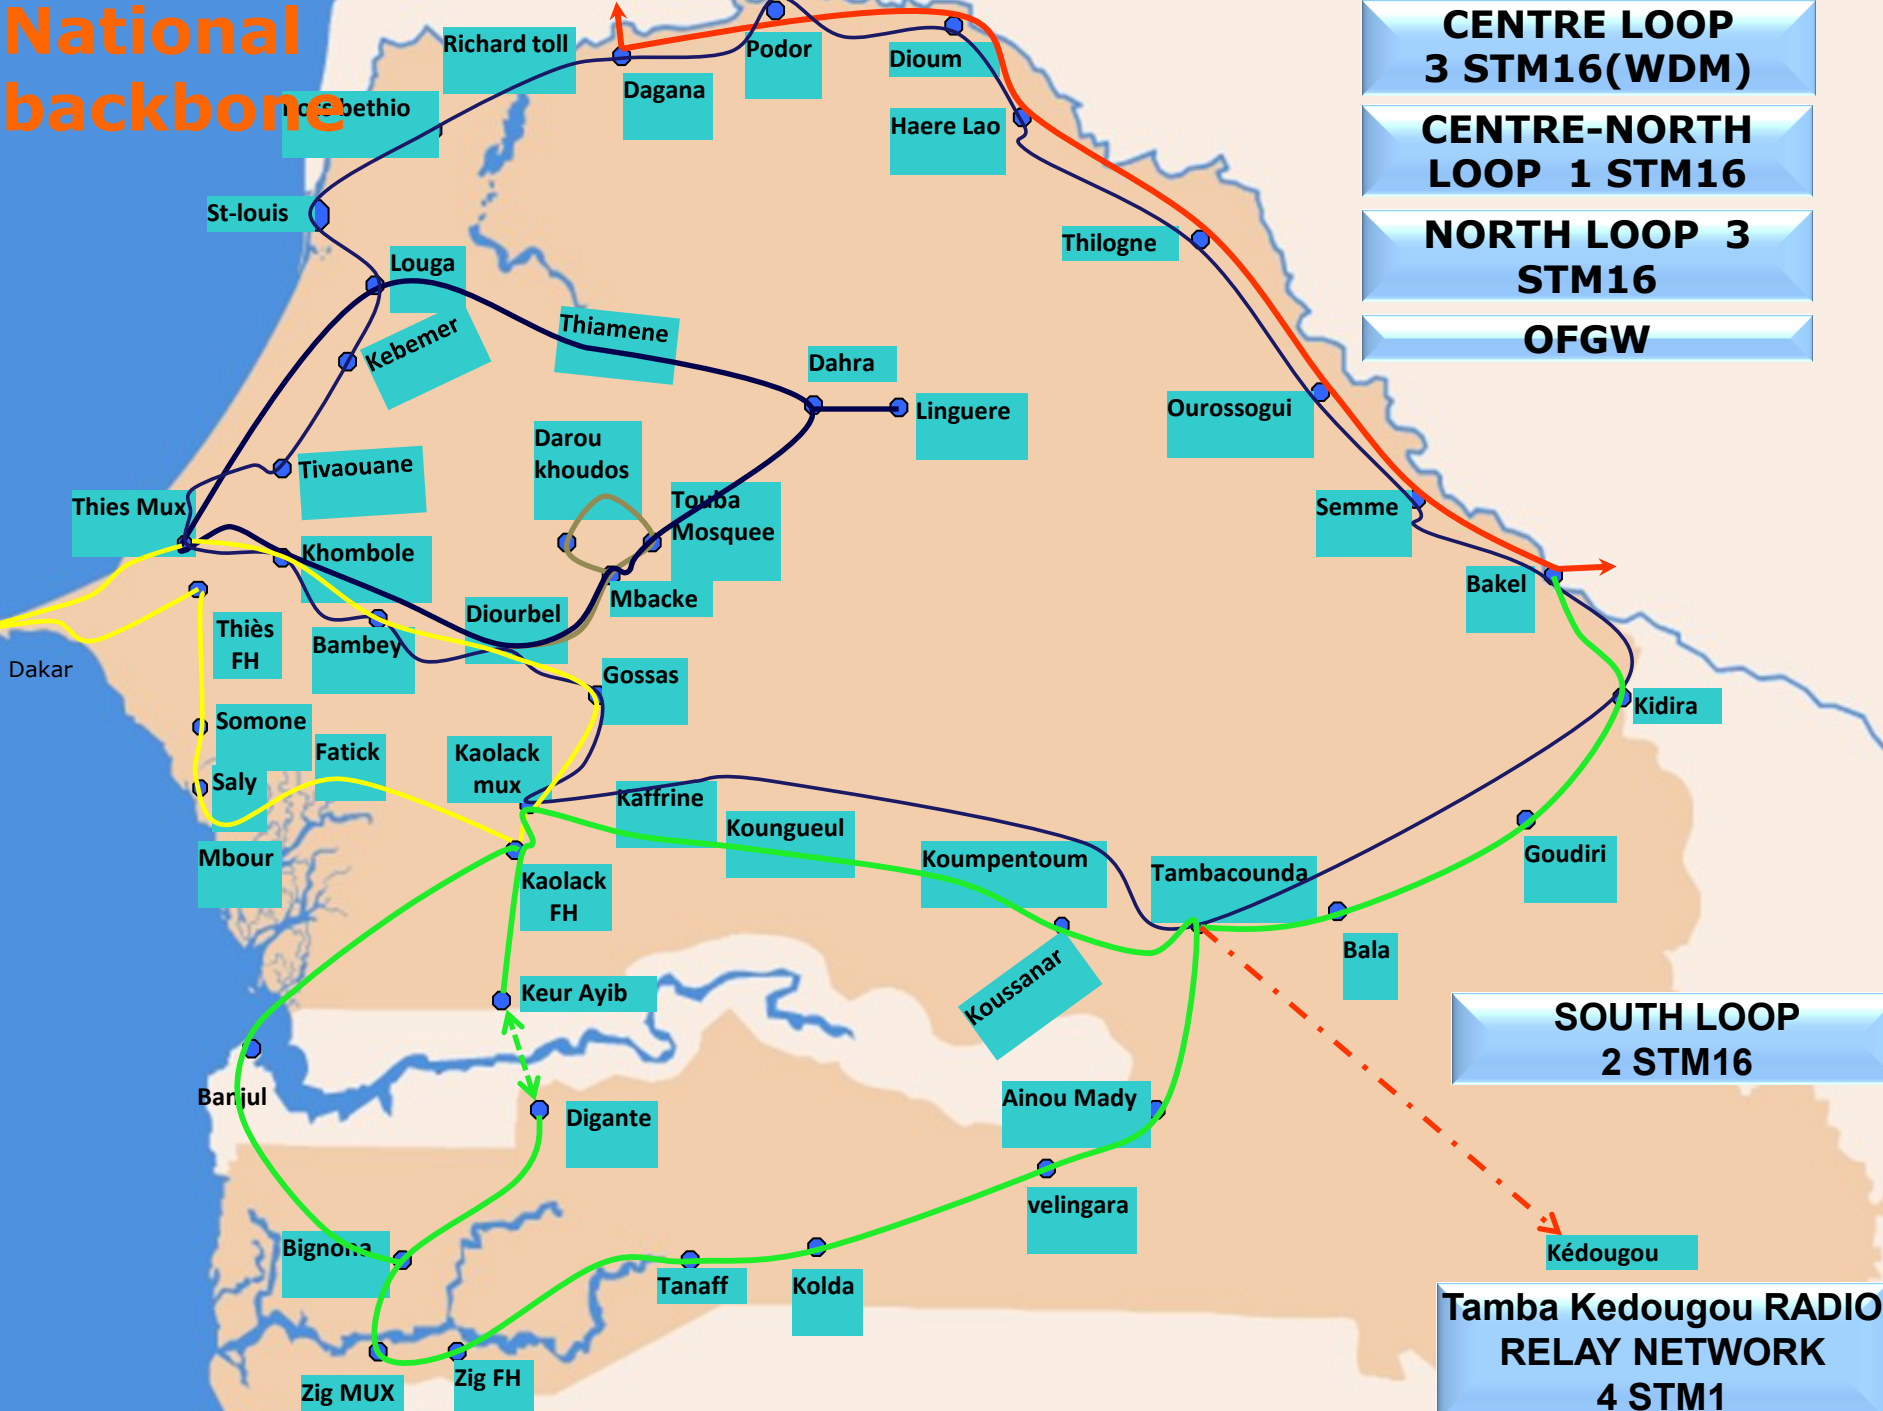 National
backbone
Richard toll
Podor
Dioum
Dagana
bethio
Haere Lao
St-louis
Thilogne
Louga
Kebemer
Thiamene
Dahra
Linguere
Ourossogui
Darou
khoudos
Tivaouane
Touba
Mosquee
Thies Mux
Semme
Khombole
Mbacke
Bakel
Diourbel
Thiès
FH
Bambey
Dakar
Gossas
Kidira
Somone
Fatick
Kaolack
mux
Saly
Kaffrine
Koungueul
Mbour
Koumpentoum
Tambacounda
Goudiri
Kaolack
FH
Bala
Koussanar
Keur Ayib
Banjul
Ainou Mady
Digante
velingara
Bignona
Kédougou
Tanaff
Kolda
Zig FH
Zig MUX
CENTRE LOOP
3 STM16(WDM)
CENTRE-NORTH
LOOP 1 STM16
NORTH LOOP 3
STM16
OFGW
SOUTH LOOP
2 STM16
Tamba Kedougou RADIO
RELAY NETWORK
4 STM1